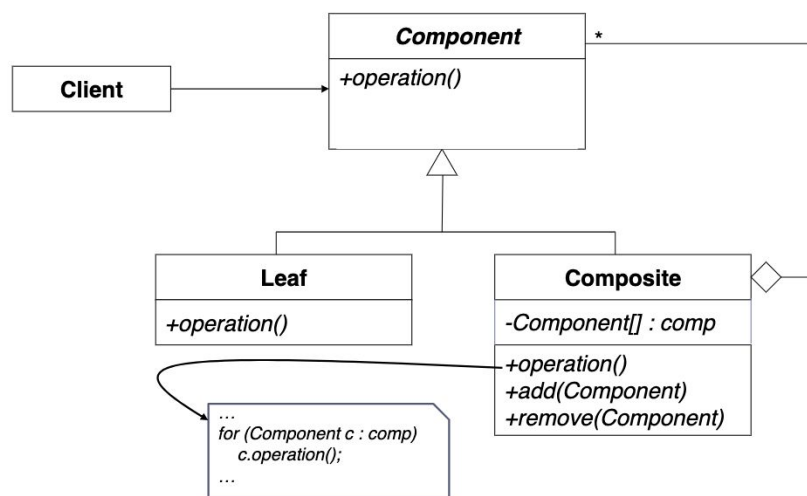 Component
*
+operation()
Client
Leaf
+operation()
Composite
-Component[] : comp
+operation()
+add(Component)
+remove(Component)
...
for (Component c : comp)
c.operation();
...